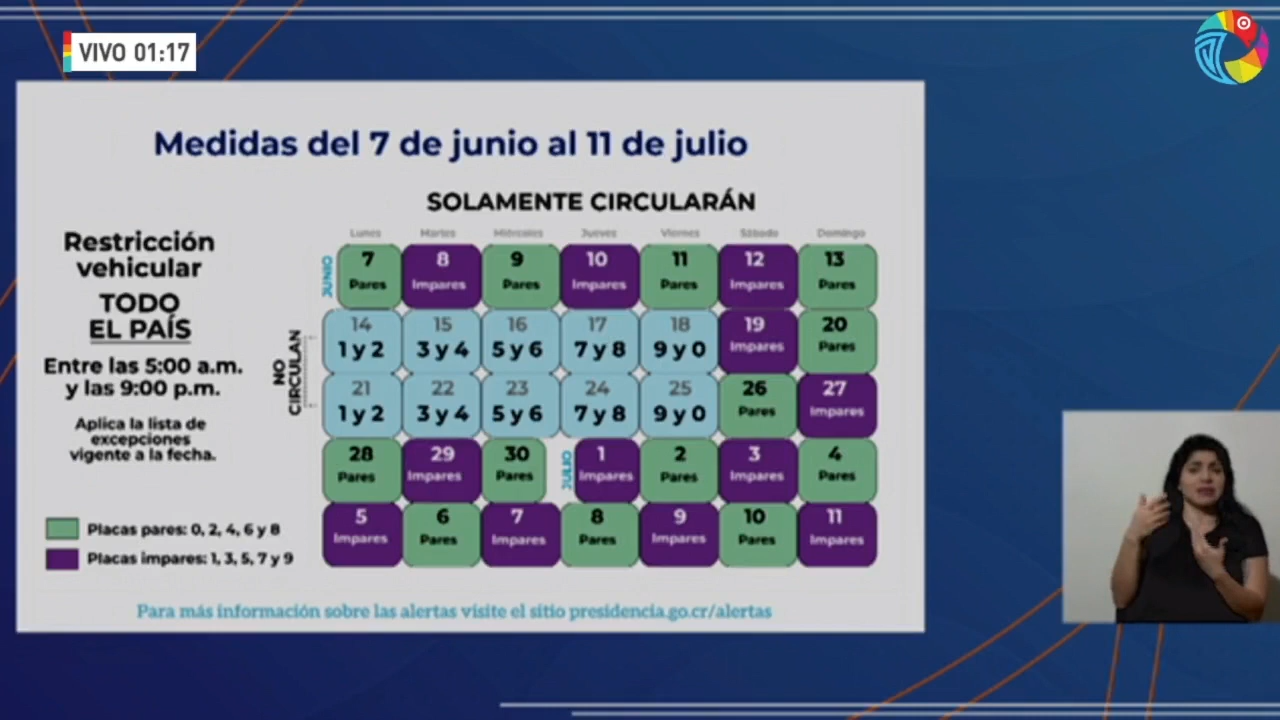 VIVO 01:17
Medidas del 7 de junio al 11 de julio
SOLAMENTE CIRCULARÁN
Restricción
vehicular
TODO
EL PAÍS
Entre las 5:00 a.m.
y las 9:00 p.m.
Aplica la lista de
excepciones
vigente a la fecha.
Placas pares: 0, 2, 4, 6 y 8
Placas impares: 1, 3, 5, 7 y 9
Lunes Martes Miércoles Jueves Viernes Sábado Domingo
JUNIO
7 8 9 10 11 12 13
Pares Impares Pares Impares Pares Impares Pares
NO
CIRCULAN
14 15 16 17 18 19 20
1 y 2 3 y 4 5 y 6 7 y 8 9 y 0 Impares Pares
21 22 23 24 25 26 27
1 y 2 3 y 4 5 y 6 7 y 8 9 y 0 Pares Impares
28 29 30 JULIO 1 2 3 4
Pares Impares Pares Impares Pares Impares Pares
5 6 7 8 9 10 11
Impares Pares Impares Pares Impares Pares Impares
Para más información sobre las alertas visite el sitio presidencia.go.cr/alertas